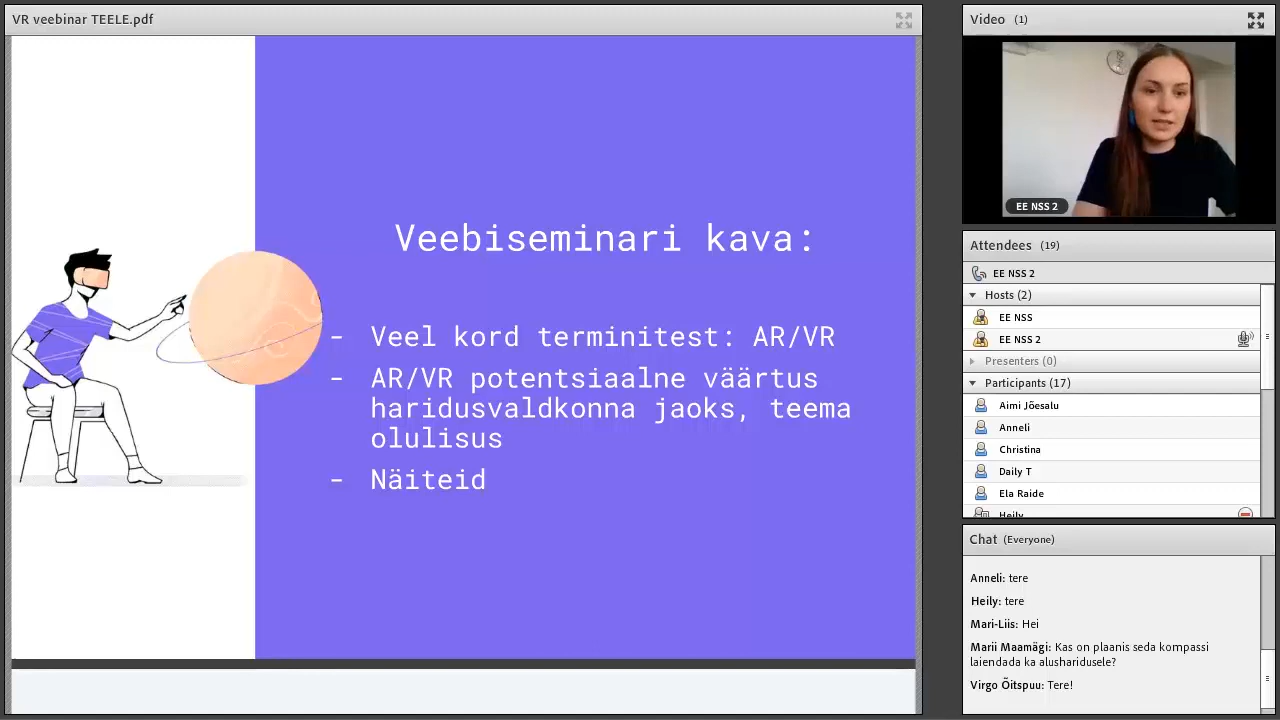 VR veebinar TEELE.pdf
Veebiseminari kava:
- Veel kord terminitest: AR/VR
- AR/VR potentsiaalne väärtus
haridusvaldkonna jaoks, teema
olulisus
- Näiteid
Video (1)
EE NSS 2
Attendees (19)
EE NSS 2
Hosts (2)
EE NSS
EE NSS 2
Presenters (0)
Participants (17)
Aimi Jõesalu
Anneli
Christina
Daily T
Ela Raide
Heily
Chat (Everyone)
Anneli: tere
Heily: tere
Mari-Liis: Hei
Marii Maamägi: Kas on plaanis seda kompassi
laiendada ka alusharidusele?
Virgo Õitspuu: Tere!